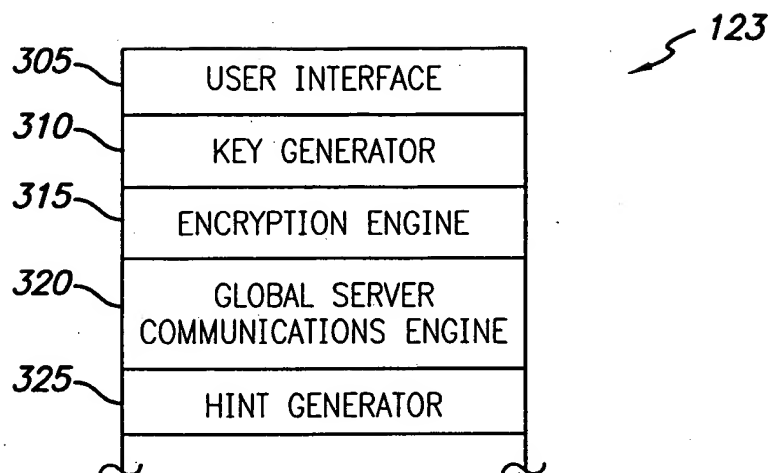 123
305 USER INTERFACE
310 KEY GENERATOR
315 ENCRYPTION ENGINE
320 GLOBAL SERVER
COMMUNICATIONS ENGINE
325 HINT GENERATOR